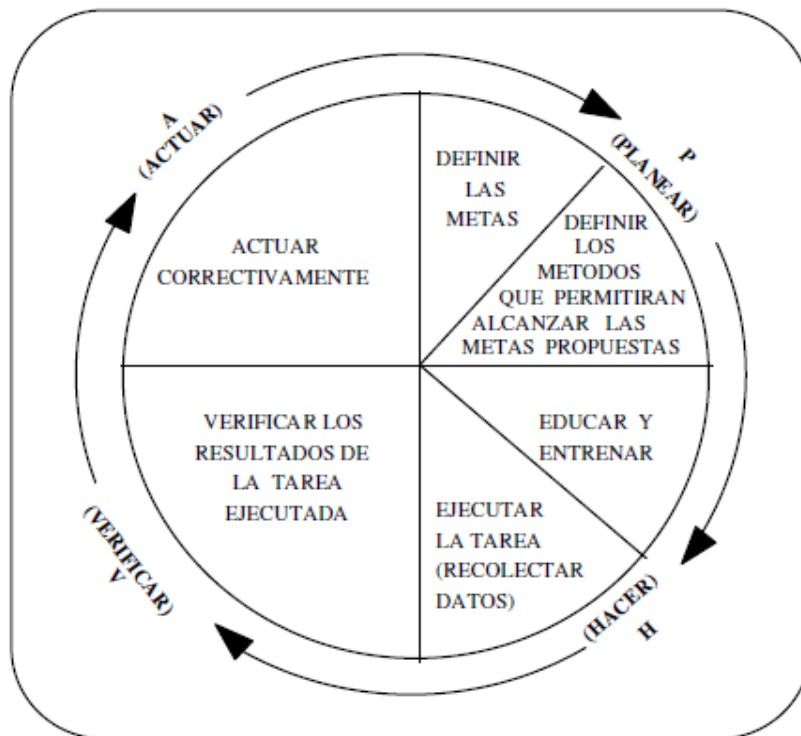 A
(ACTUAR)
P
(PLANEAR)
DEFINIR
LAS
METAS
DEFINIR
LOS
METODOS
QUE PERMITIRAN
ALCANZAR LAS
METAS PROPUESTAS
ACTUAR
CORRECTIVAMENTE
VERIFICAR LOS
RESULTADOS DE
LA TAREA
EJECUTADA
EDUCAR Y
ENTRENAR
EJECUTAR
LA TAREA
(RECOLECTAR
DATOS)
(VERIFICAR)
V
(HACER)
H